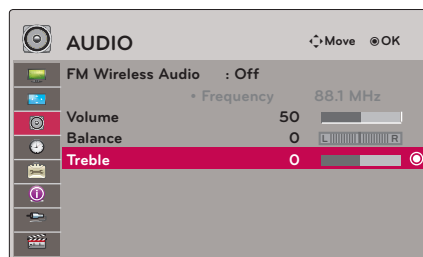 AUDIO Move OK
FM Wireless Audio : Off
• Frequency 88.1 MHz
Volume 50
Balance 0 L R
Treble 0